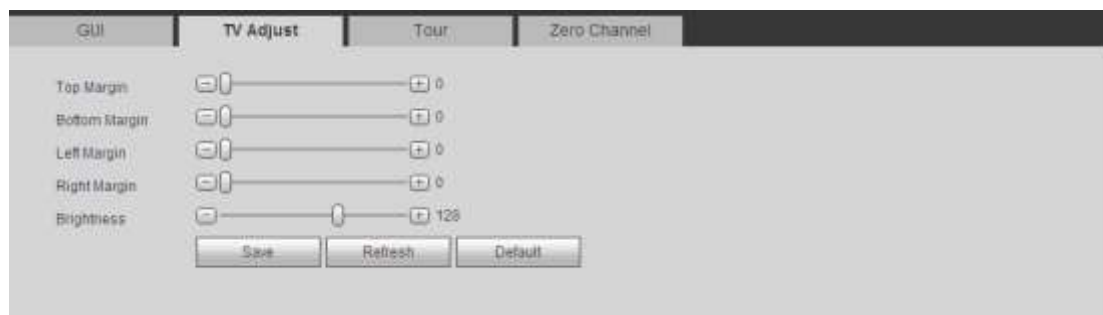 GUI TV Adjust Tour Zero Channel
Top Margin 0
Bottom Margin 0
Left Margin 0
Right Margin 0
Brightness 128
Save Refresh Default